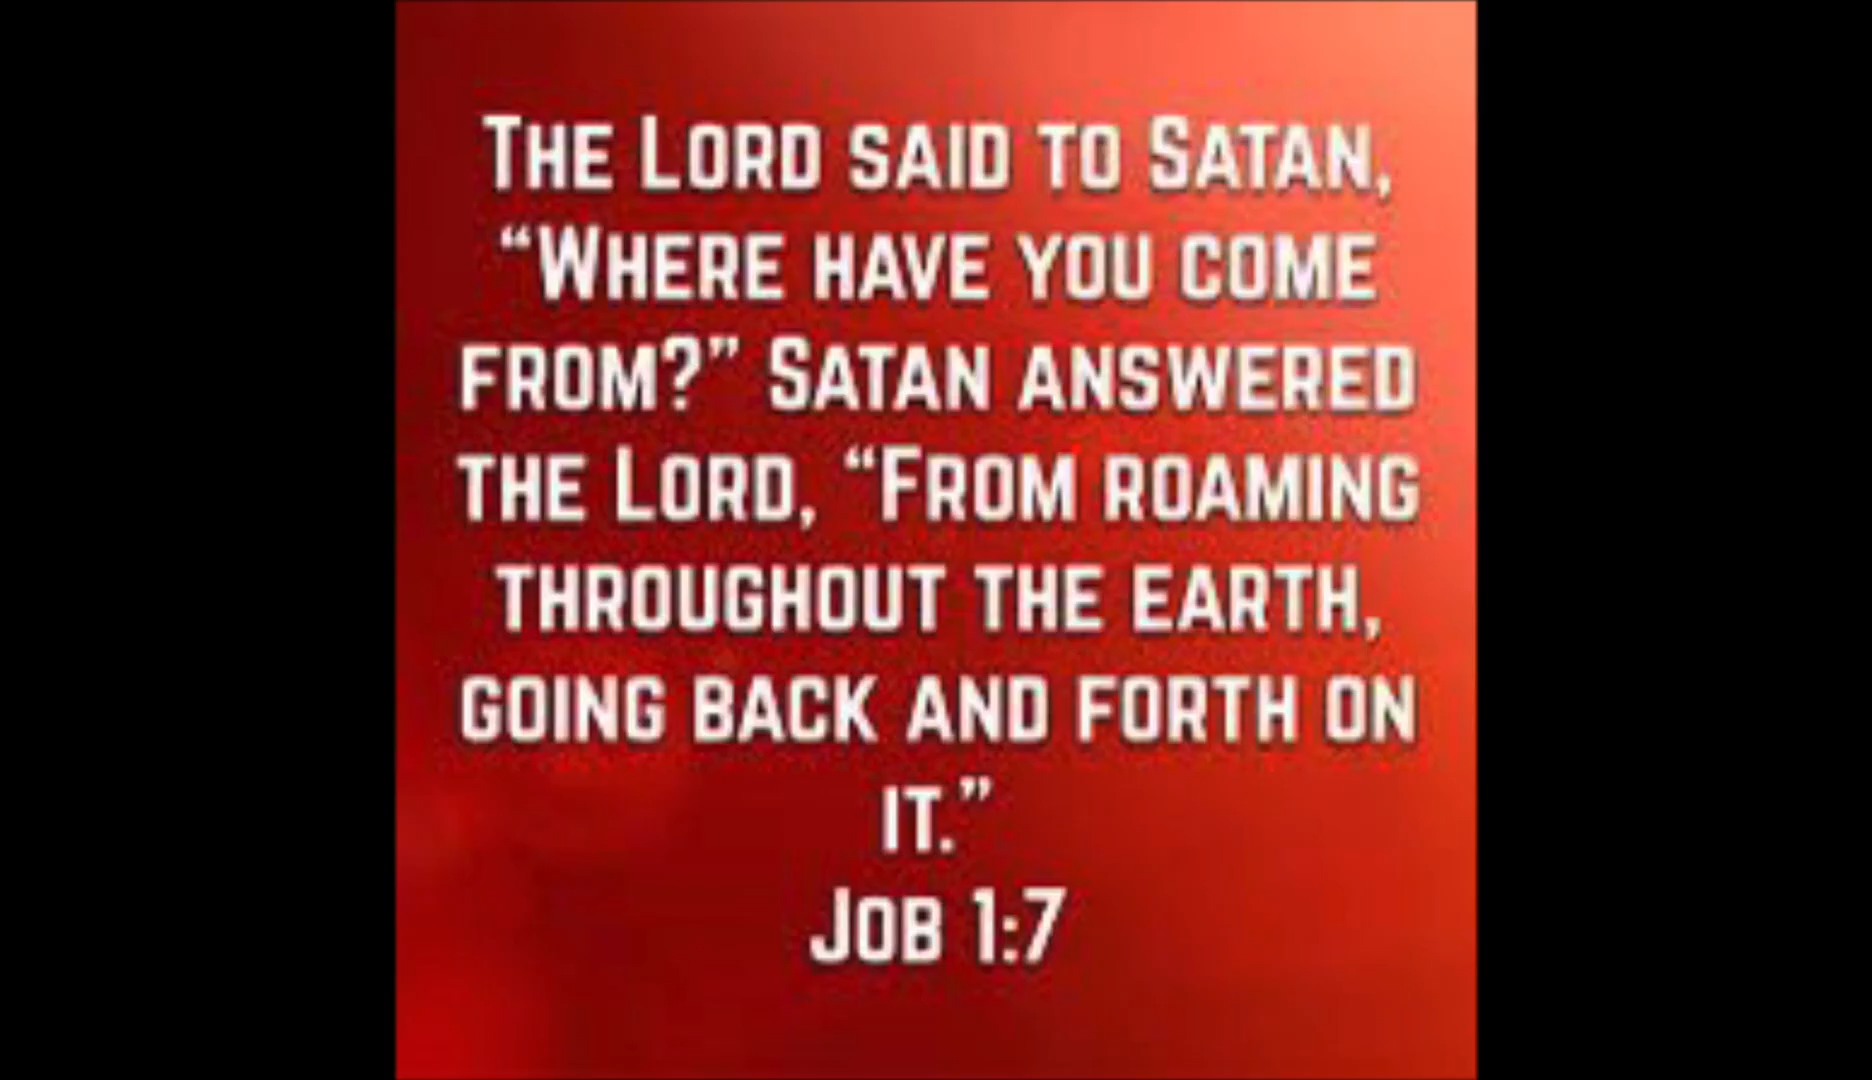 The Lord said to Satan,
“Where have you come
from?” Satan answered
the Lord, “From roaming
throughout the earth,
going back and forth on
it.”
Job 1:7